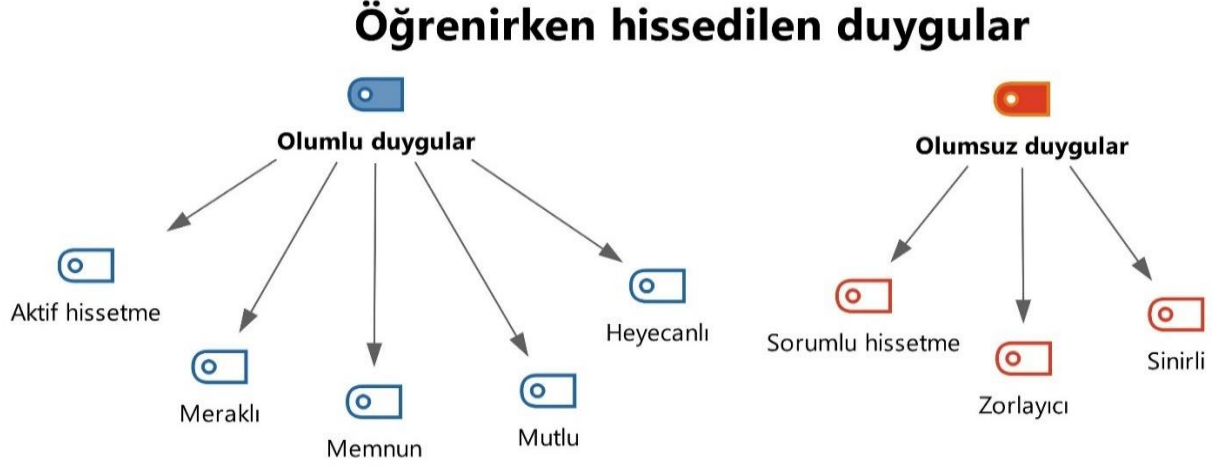 Öğrenirken hissedilen duygular
Olumlu duygular
Olumsuz duygular
Aktif hissetme
Meraklı
Memnun
Mutlu
Heyecanlı
Sorumlu hissetme
Zorlayıcı
Sinirli